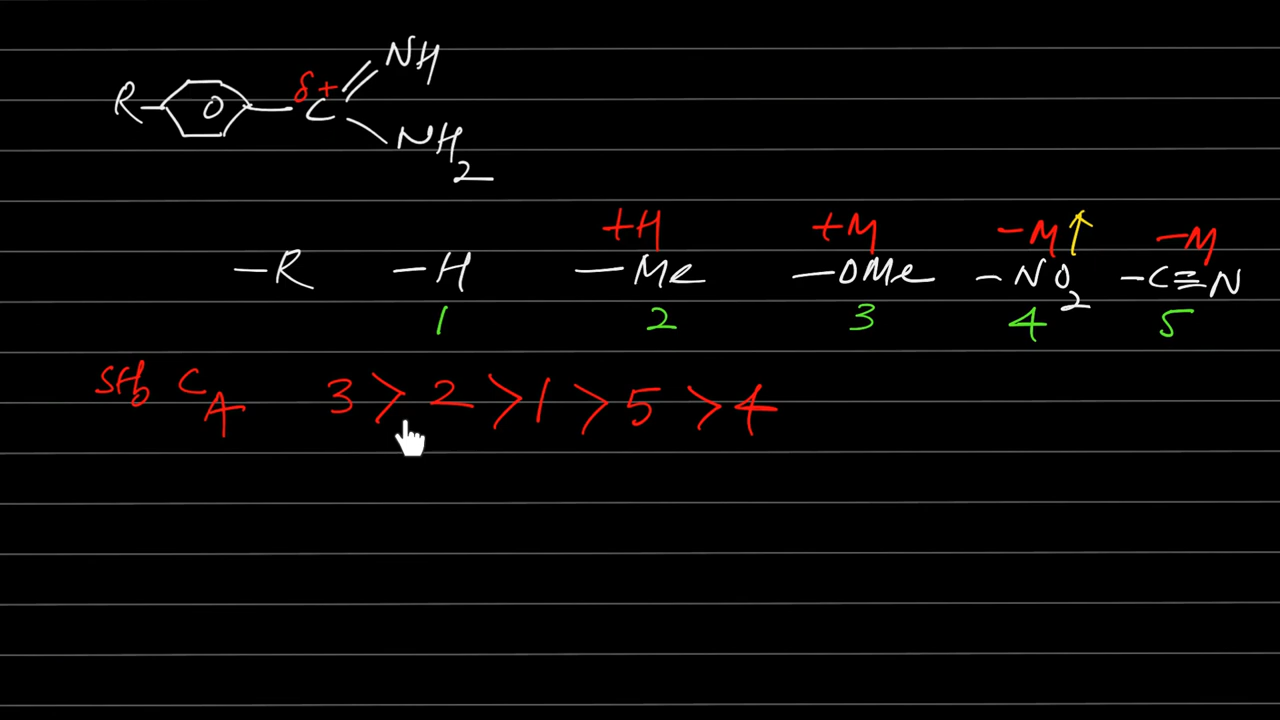 NH
δ+
R O C
NH2
+H +M -M↑ -M
-R -H -Me -OMe -NO2 -C≡N
1 2 3 4 5
Stb CA 3 > 2 > 1 > 5 > 4